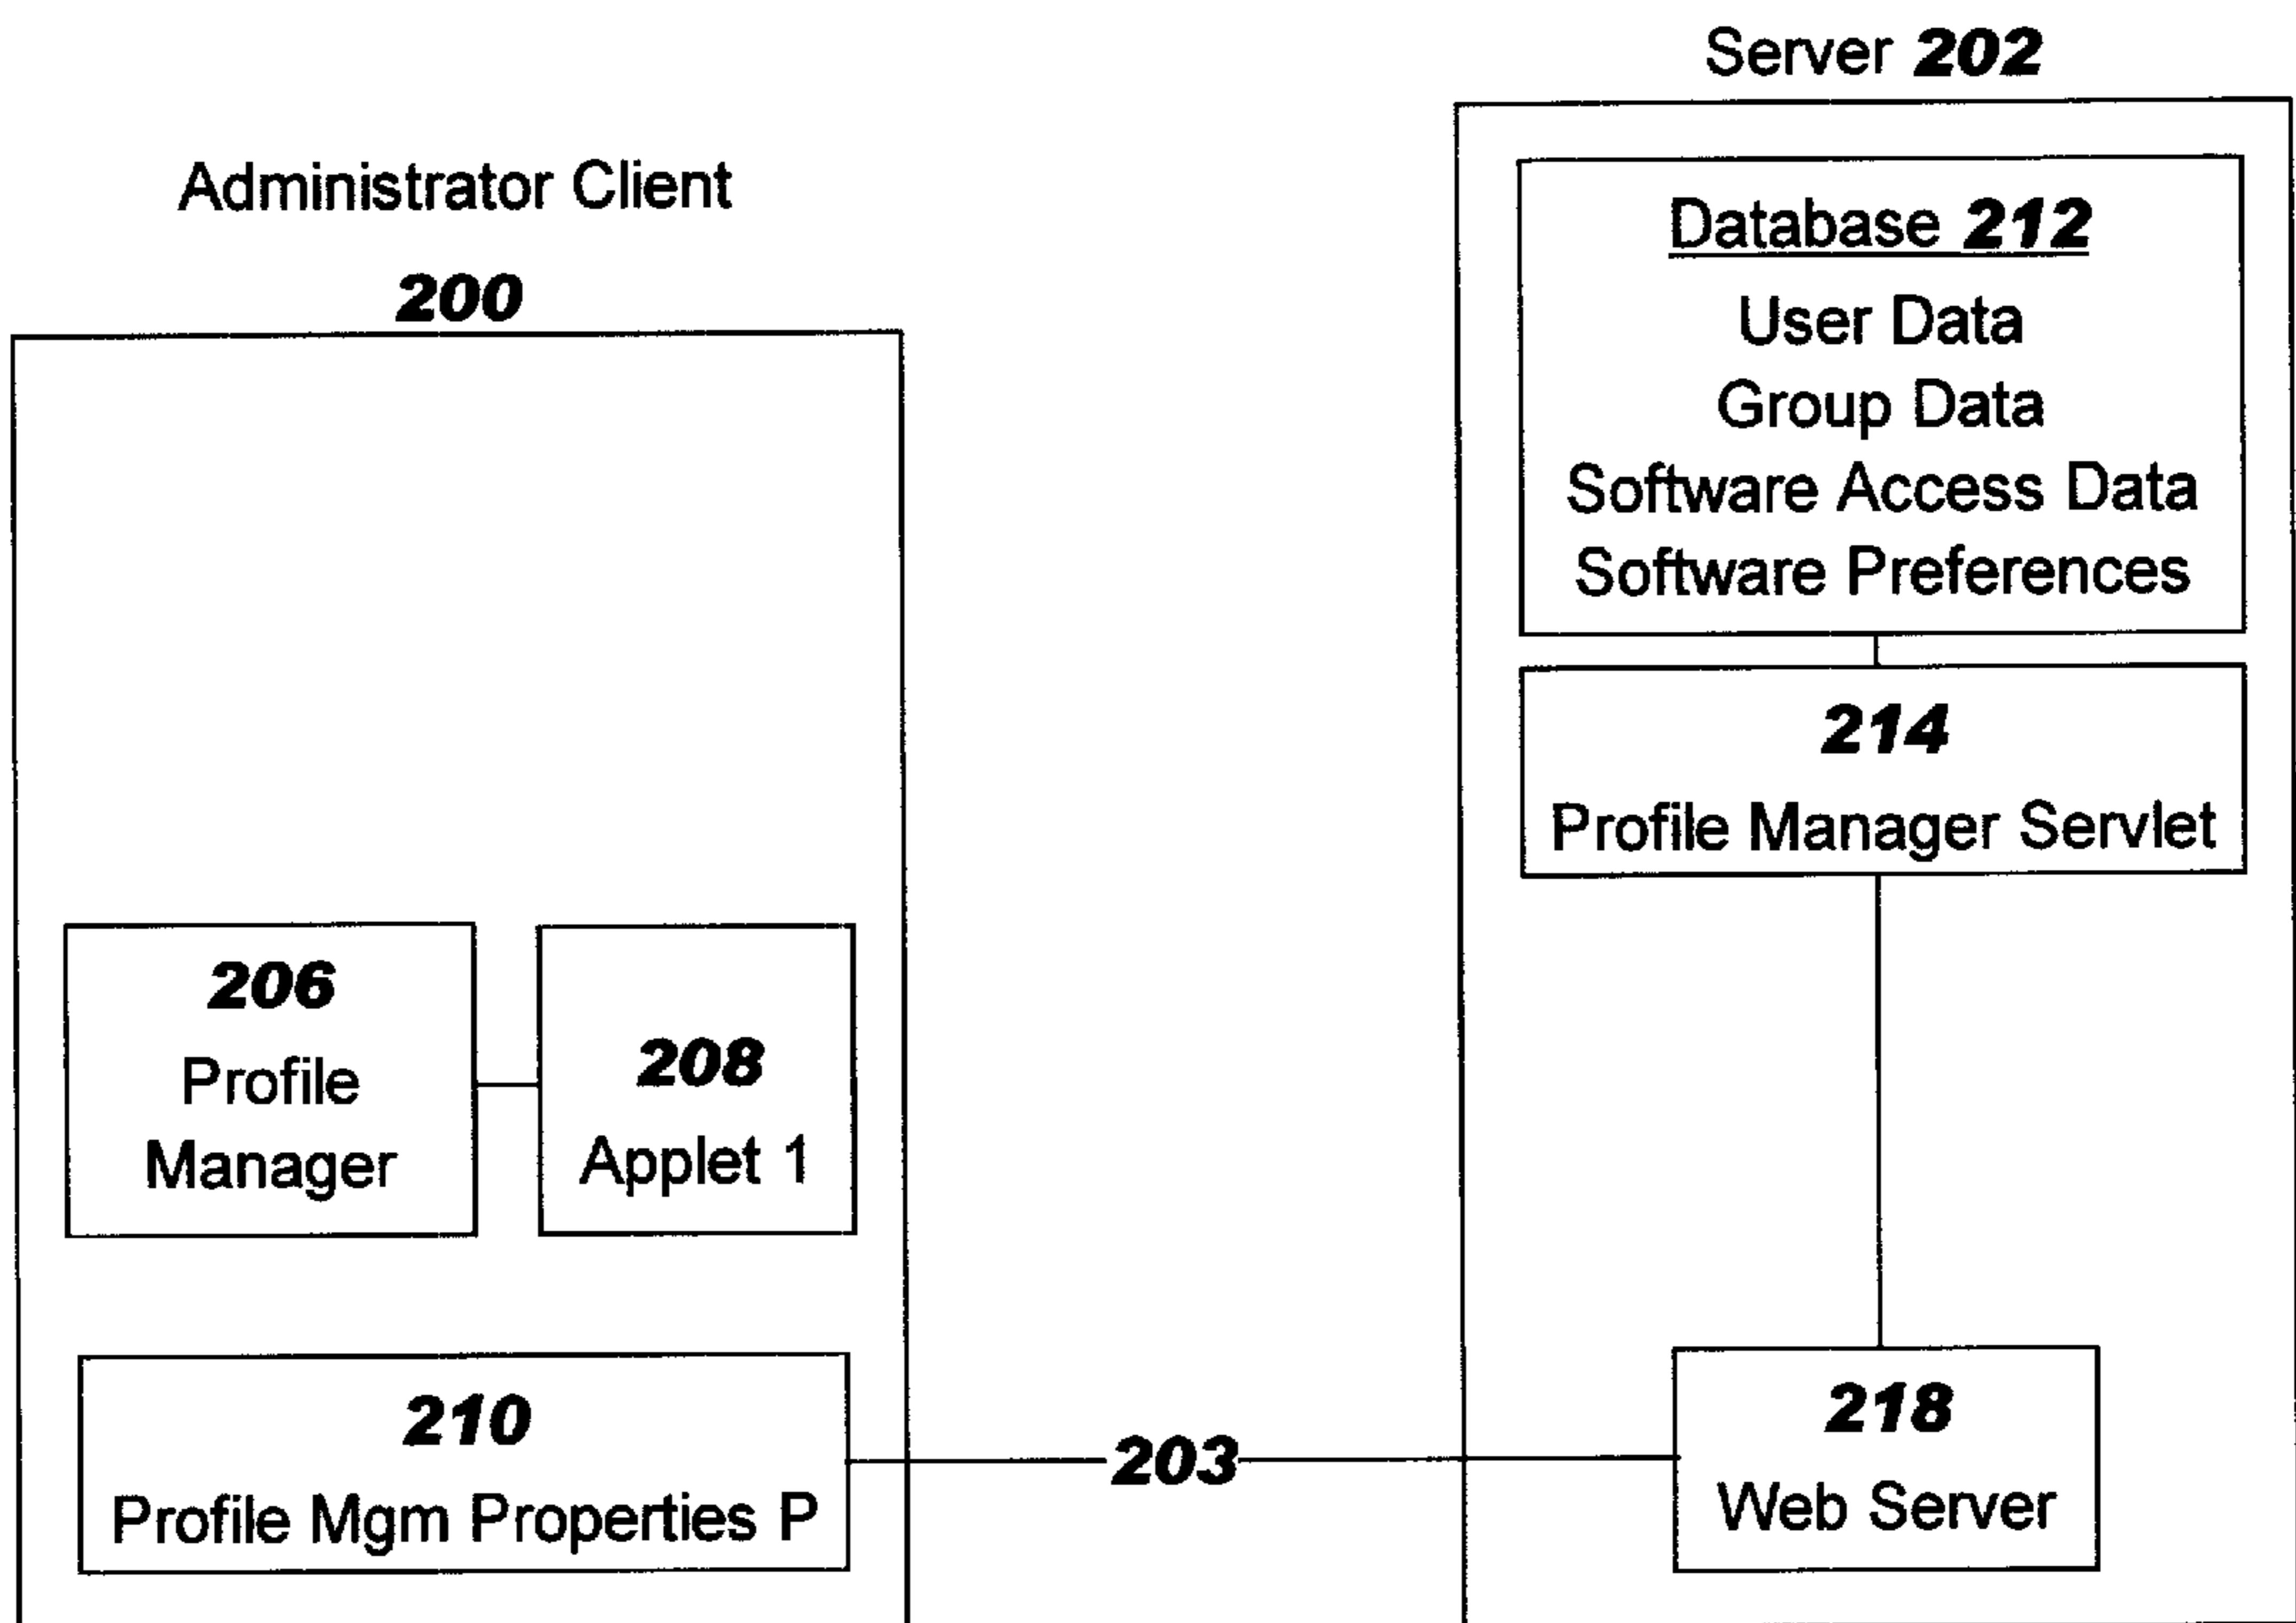 Administrator Client
200
206
Profile
Manager
208
Applet 1
210
Profile Mgm Properties P
203
Server 202
Database 212
User Data
Group Data
Software Access Data
Software Preferences
214
Profile Manager Servlet
218
Web Server